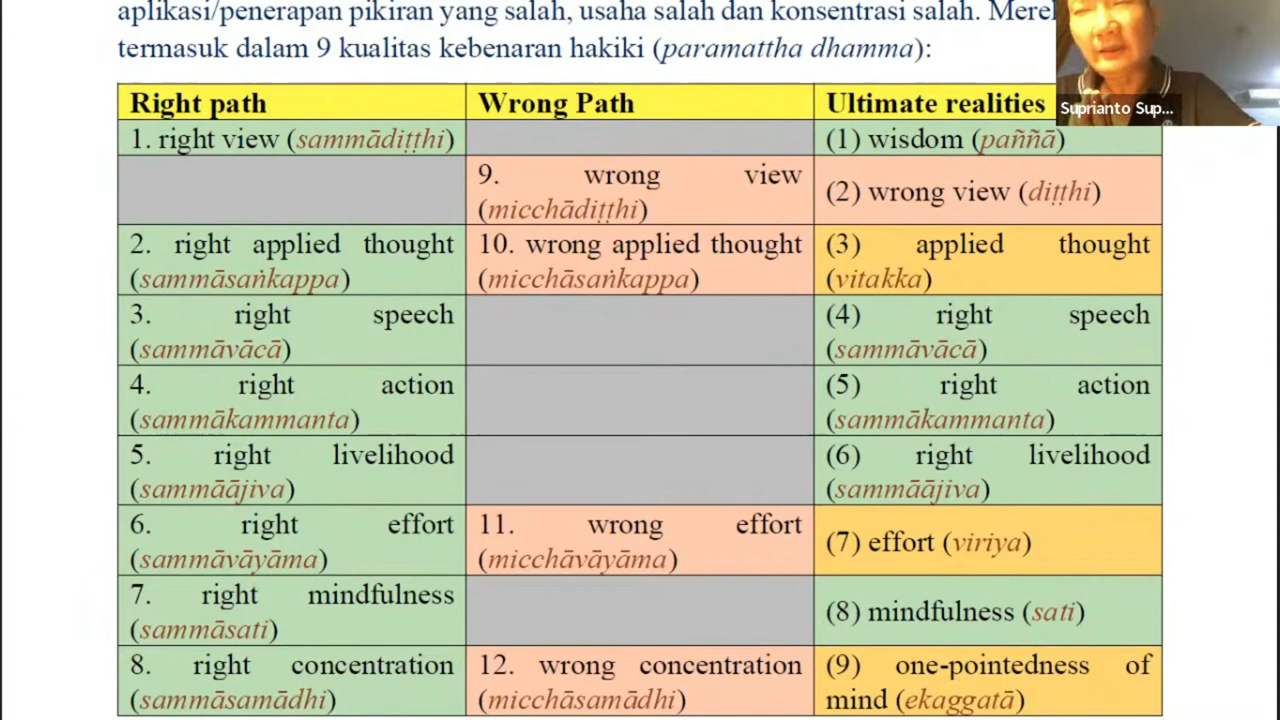 aplikasi/penerapan pikiran yang salah, usaha salah dan konsentrasi salah.
termasuk dalam 9 kualitas kebenaran hakiki (paramattha dhamma):
Suprianto Sup...
Right path Wrong Path Ultimate realities
1. right view (sammādiṭṭhi) (1) wisdom (paññā)
9. wrong view
(micchādiṭṭhi)
(2) wrong view (diṭṭhi)
2. right applied thought
(sammāsaṅkappa)
10. wrong applied thought
(micchāsaṅkappa)
(3) applied thought
(vitakka)
3. right speech
(sammāvācā)
(4) right speech
(sammāvācā)
4. right action
(sammākammanta)
(5) right action
(sammākammanta)
5. right livelihood
(sammāājiva)
(6) right livelihood
(sammāājiva)
6. right effort
(sammāvāyāma)
11. wrong effort
(micchāvāyāma)
(7) effort (viriya)
7. right mindfulness
(sammāsati)
(8) mindfulness (sati)
8. right concentration
(sammāsamādhi)
12. wrong concentration
(micchāsamādhi)
(9) one-pointedness of
mind (ekaggatā)